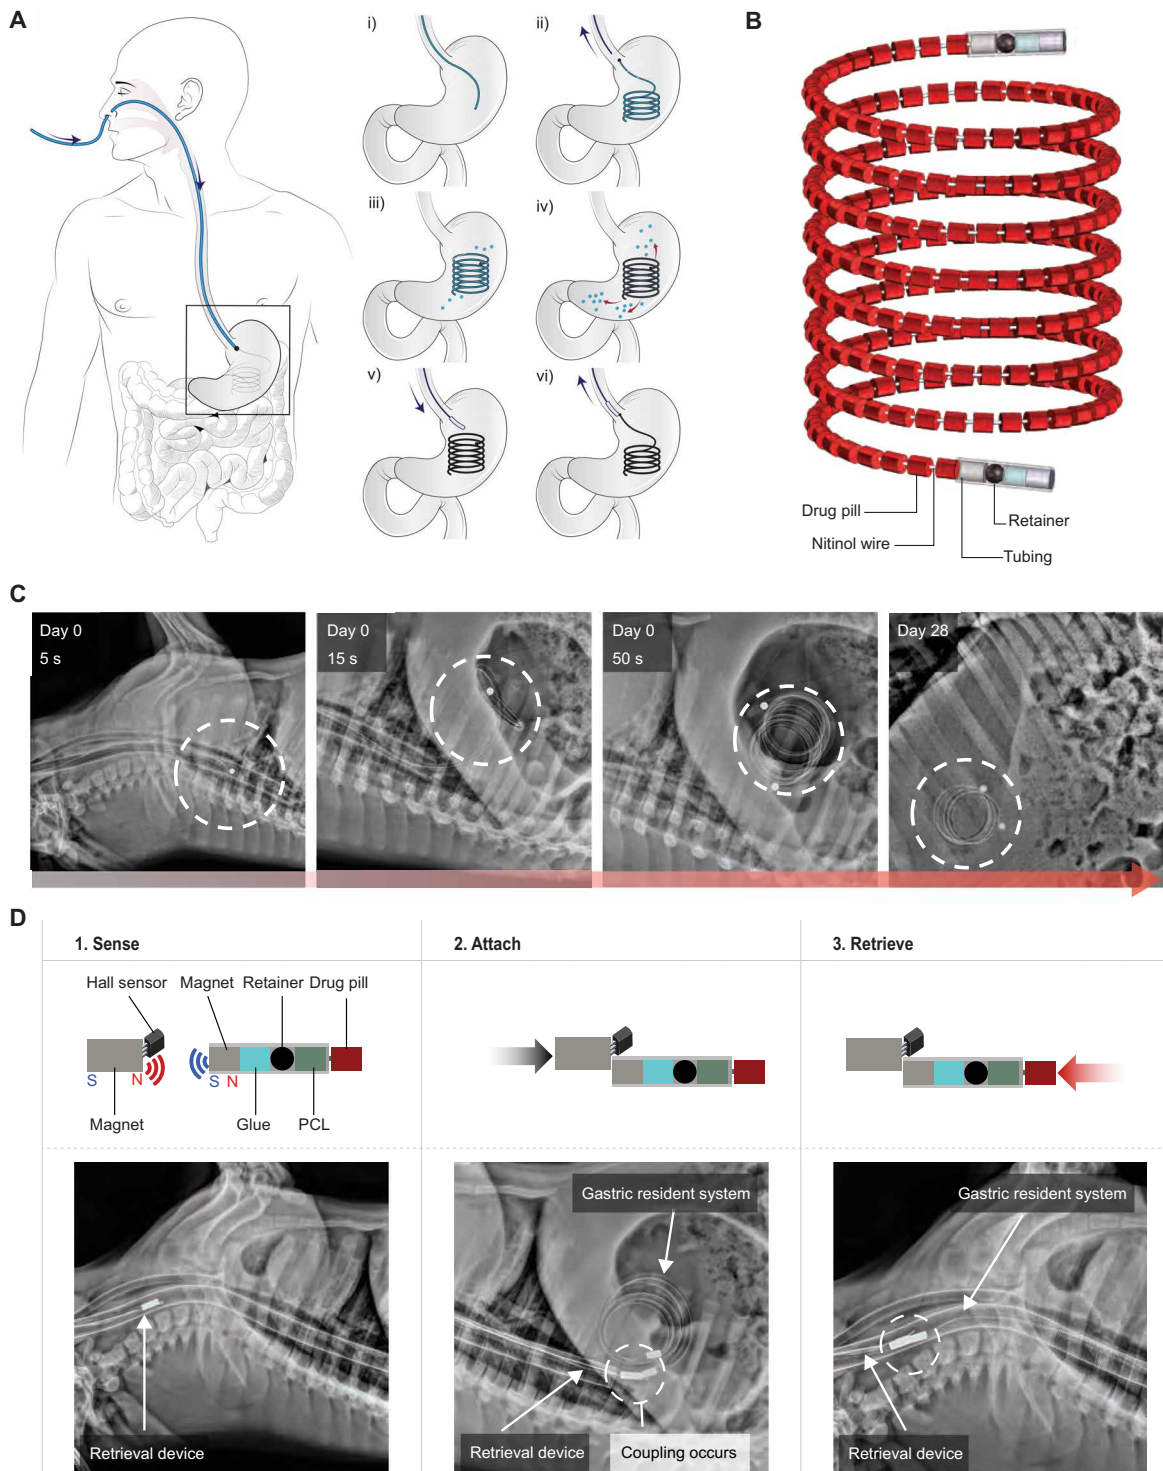 A
i)
ii)
iii)
iv)
v)
vi)
B
Drug pill
Retainer
Nitinol wire
Tubing
C
Day 0
5 s
Day 0
15 s
Day 0
50 s
Day 28
D
1. Sense
2. Attach
3. Retrieve
Hall sensor
Magnet
Retainer
Drug pill
S
N
S
N
Magnet
Glue
PCL
Retrieval device
Gastric resident system
Retrieval device
Coupling occurs
Gastric resident system
Retrieval device